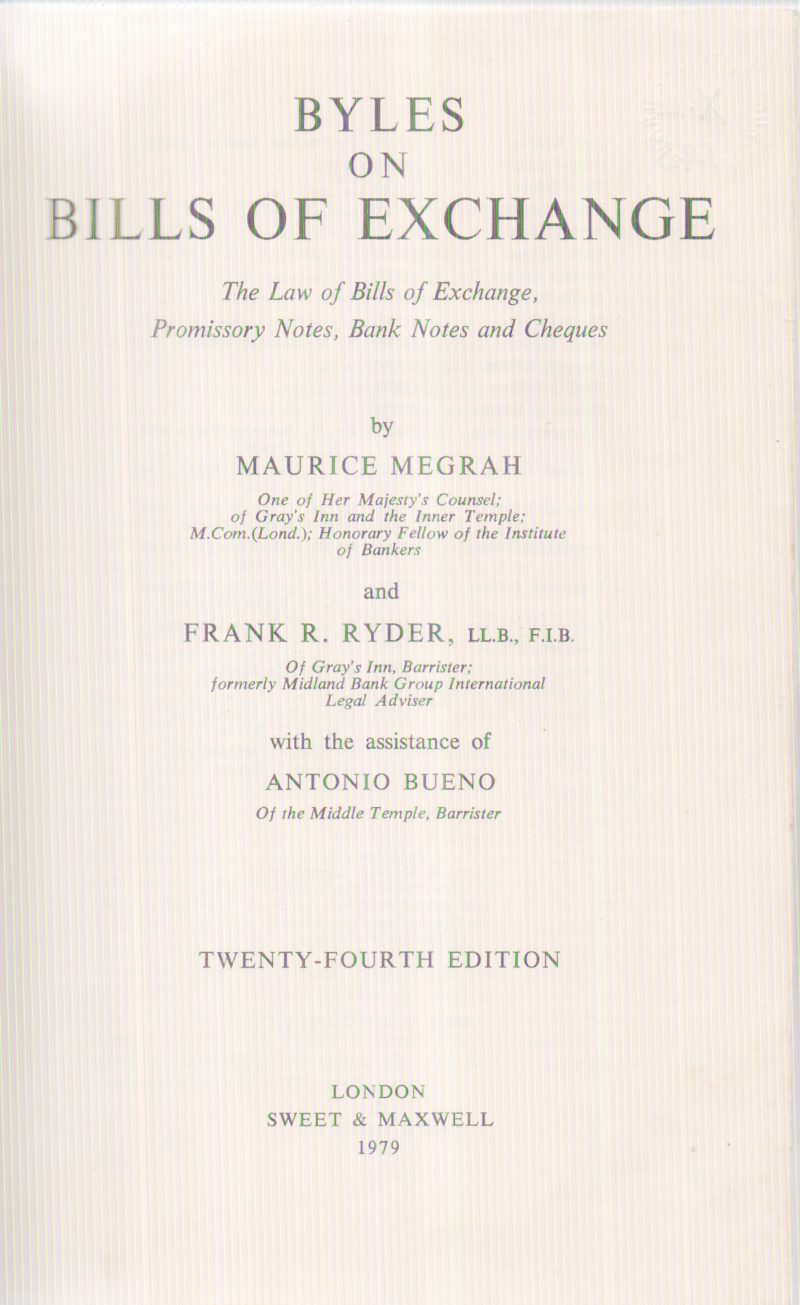 BYLES
ON
BILLS OF EXCHANGE
The Law of Bills of Exchange,
Promissory Notes, Bank Notes and Cheques
by
MAURICE MEGRAH
One of Her Majesty's Counsel;
of Gray's Inn and the Inner Temple;
M.Com.(Lond.); Honorary Fellow of the Institute
of Bankers
and
FRANK R. RYDER, LL.B., F.I.B.
Of Gray's Inn, Barrister;
formerly Midland Bank Group International
Legal Adviser
with the assistance of
ANTONIO BUENO
Of the Middle Temple, Barrister
TWENTY-FOURTH EDITION
LONDON
SWEET & MAXWELL
1979